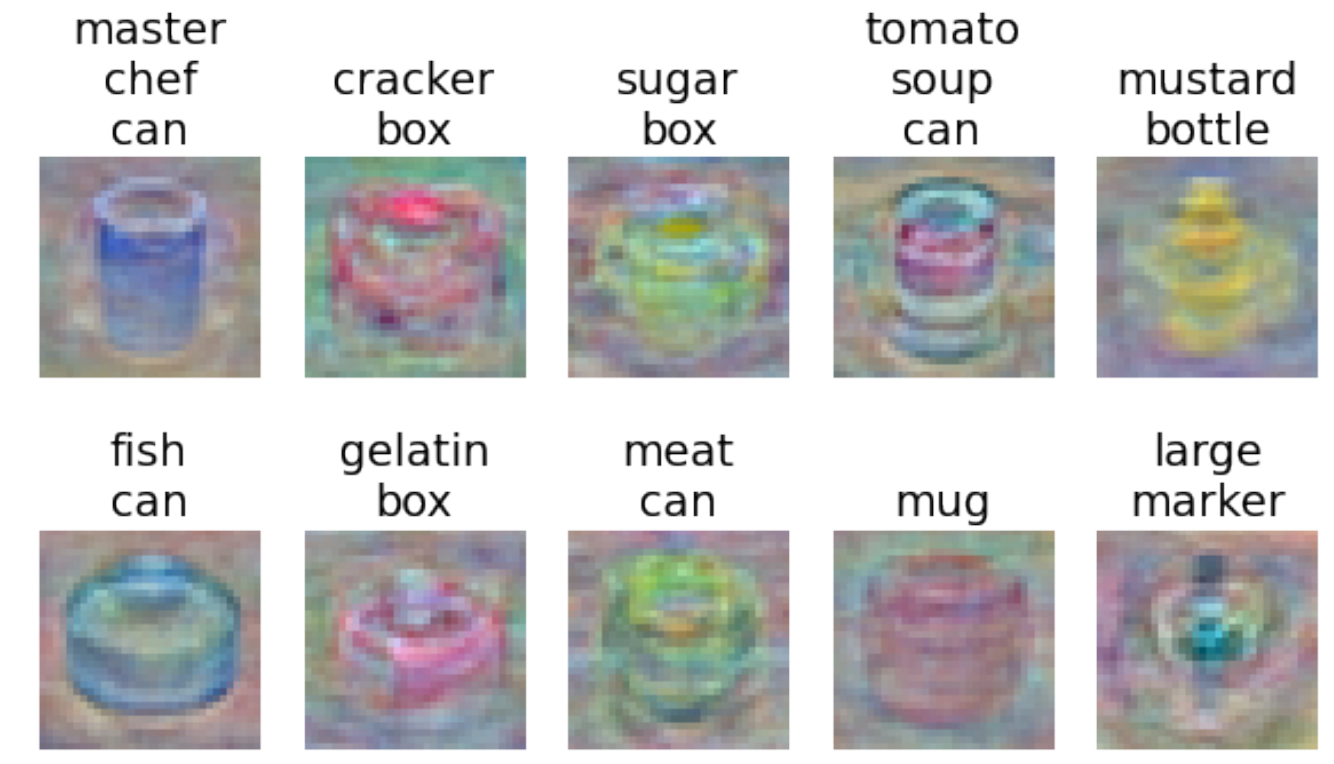 master
chef
can
cracker
box
sugar
box
tomato
soup
can
mustard
bottle
fish
can
gelatin
box
meat
can
mug
large
marker